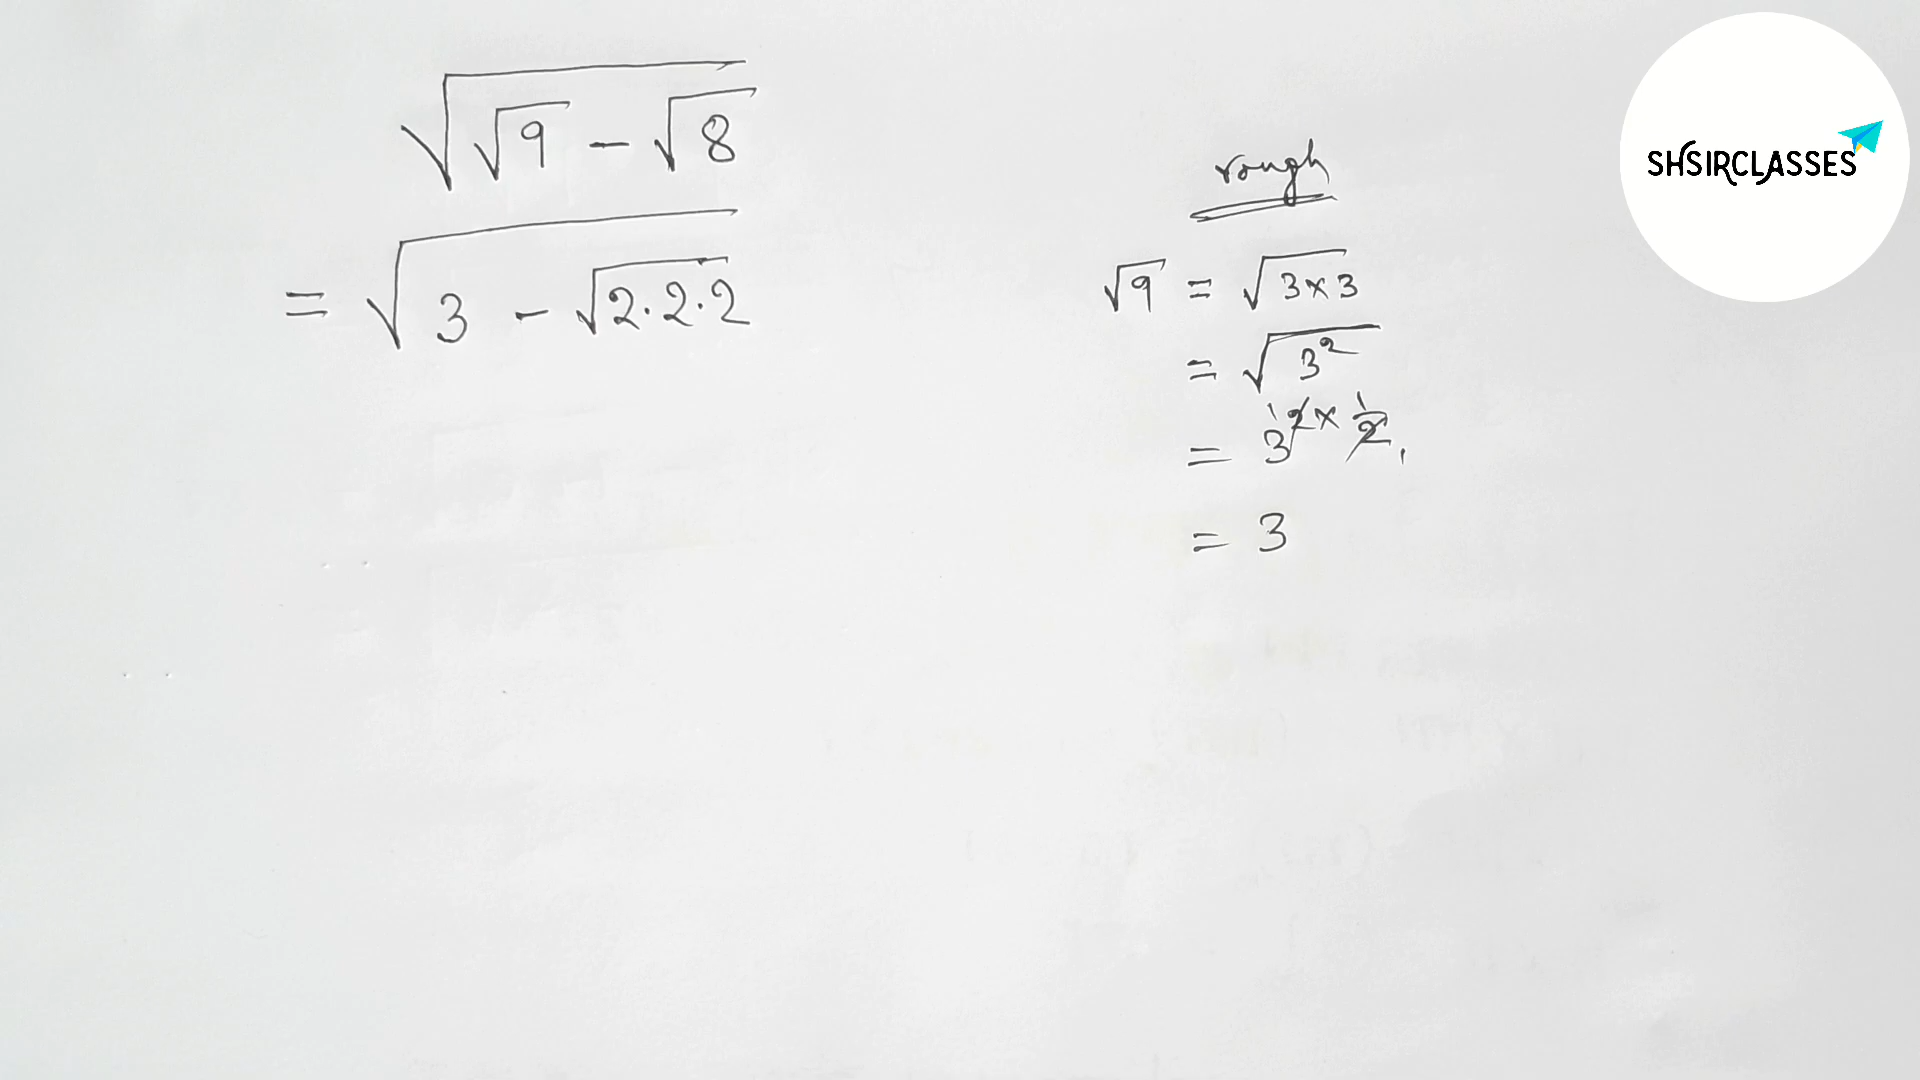 √(√9 − √8)
= √(3 − √(2·2·2))
rough
√9 = √(3×3)
= √(3²)
= 3^(2 × 1/2)
= 3
SHSIRCLASSES